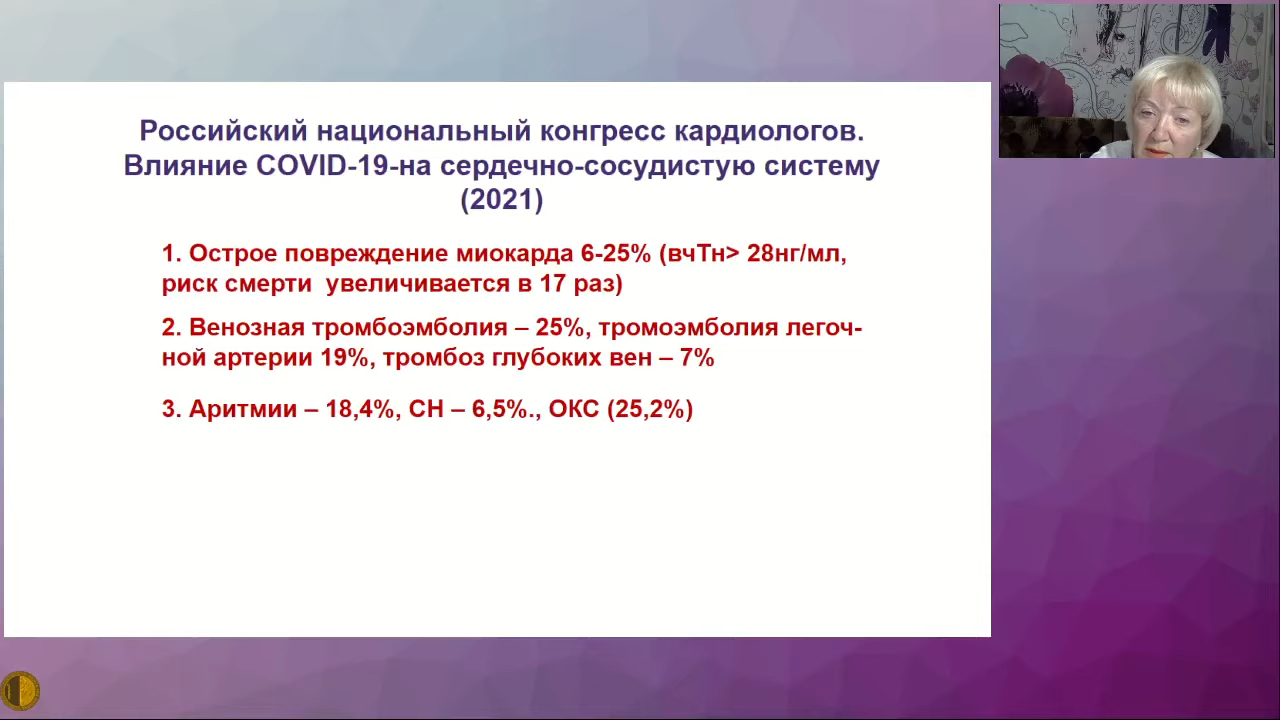 Российский национальный конгресс кардиологов.
Влияние COVID-19-на сердечно-сосудистую систему
(2021)
1. Острое повреждение миокарда 6-25% (вчТн> 28нг/мл,
риск смерти  увеличивается в 17 раз)
2. Венозная тромбоэмболия – 25%, тромоэмболия легоч-
ной артерии 19%, тромбоз глубоких вен – 7%
3. Аритмии – 18,4%, СН – 6,5%., ОКС (25,2%)